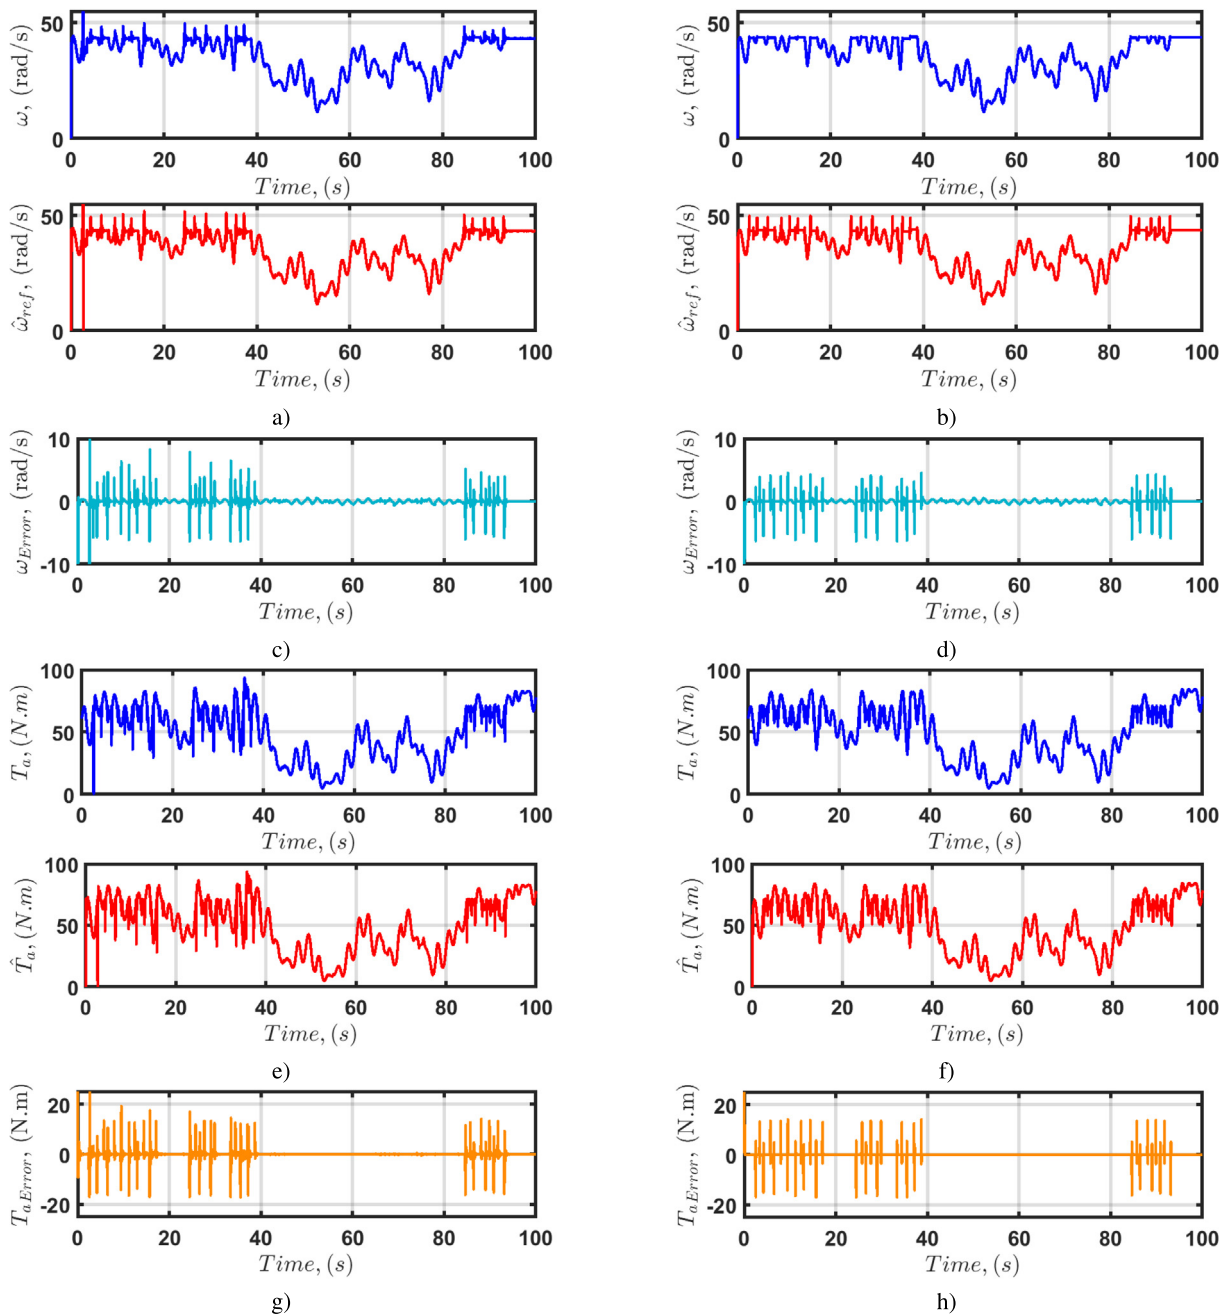 ω, (rad/s)
50
0
0 20 40 60 80 100
Time, (s)
ω̂ref, (rad/s)
50
0
0 20 40 60 80 100
Time, (s)
a)
ω, (rad/s)
50
0
0 20 40 60 80 100
Time, (s)
ω̂ref, (rad/s)
50
0
0 20 40 60 80 100
Time, (s)
b)
ωError, (rad/s)
10
0
-10
0 20 40 60 80 100
Time, (s)
c)
ωError, (rad/s)
10
0
-10
0 20 40 60 80 100
Time, (s)
d)
Ta, (N.m)
100
50
0
0 20 40 60 80 100
Time, (s)
T̂a, (N.m)
100
50
0
0 20 40 60 80 100
Time, (s)
e)
Ta, (N.m)
100
50
0
0 20 40 60 80 100
Time, (s)
T̂a, (N.m)
100
50
0
0 20 40 60 80 100
Time, (s)
f)
TaError, (N.m)
20
0
-20
0 20 40 60 80 100
Time, (s)
g)
TaError, (N.m)
20
0
-20
0 20 40 60 80 100
Time, (s)
h)